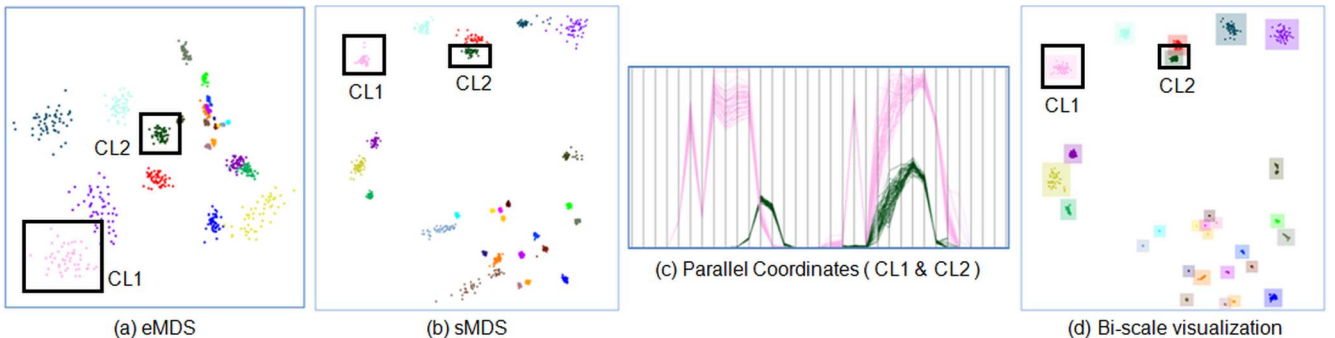 CL2
CL1
(a) eMDS
CL1
CL2
(b) sMDS
(c) Parallel Coordinates ( CL1 & CL2 )
CL1
CL2
(d) Bi-scale visualization